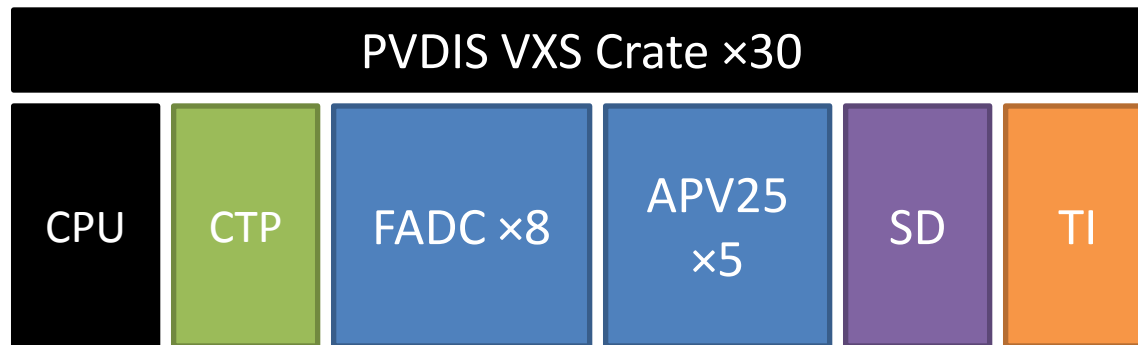 PVDIS VXS Crate ×30
CPU
CTP
FADC ×8
APV25
×5
SD
TI